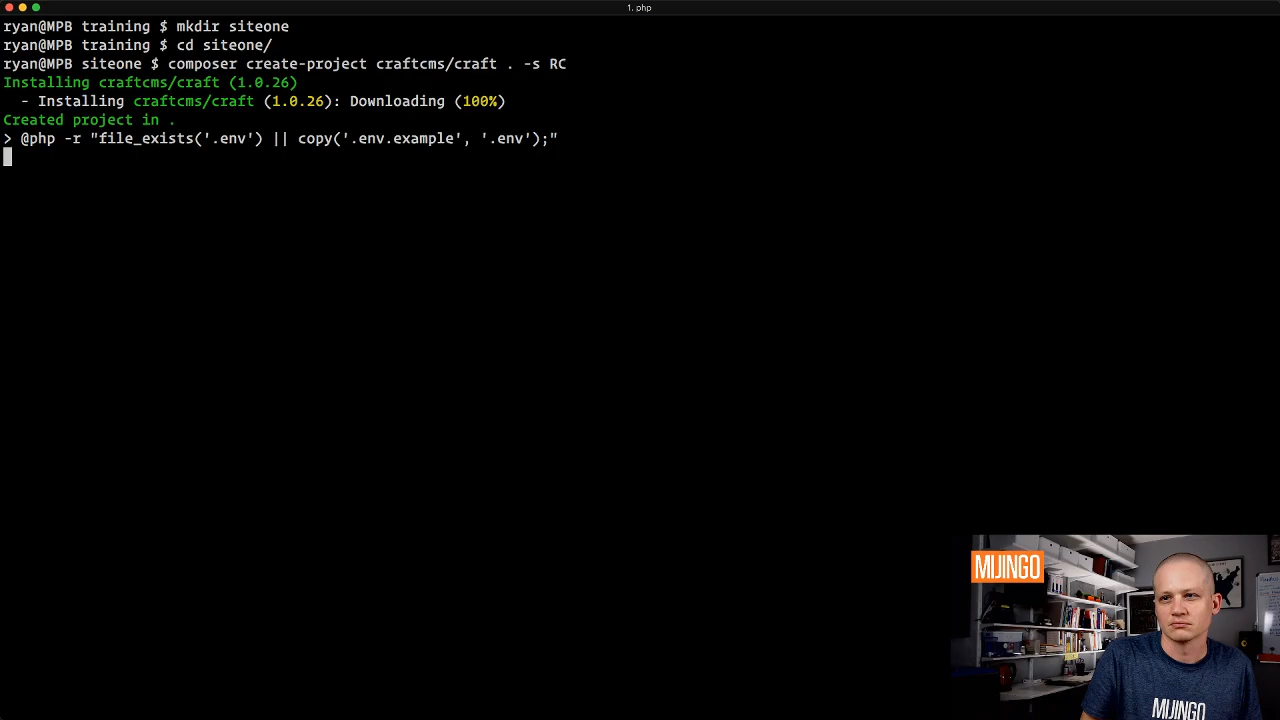 1. php
ryan@MPB training $ mkdir siteone
ryan@MPB training $ cd siteone/
ryan@MPB siteone $ composer create-project craftcms/craft . -s RC
Installing craftcms/craft (1.0.26)
  - Installing craftcms/craft (1.0.26): Downloading (100%)
Created project in .
> @php -r "file_exists('.env') || copy('.env.example', '.env');"
MIJINGO
MIJINGO